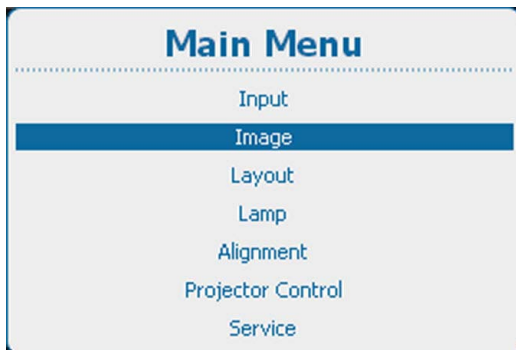 Main Menu
Input
Image
Layout
Lamp
Alignment
Projector Control
Service